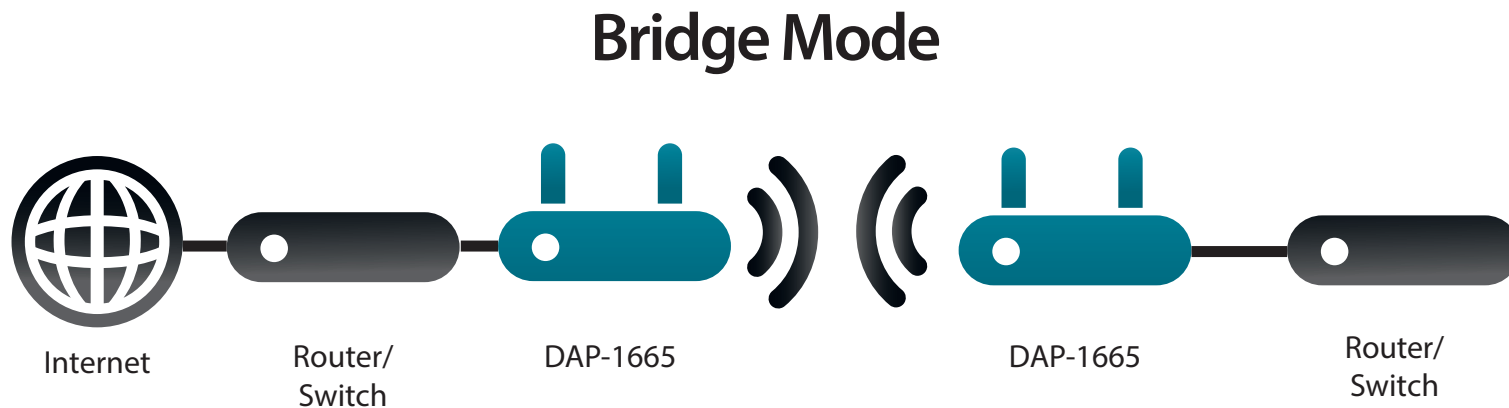 Bridge Mode
Internet
Router/
Switch
DAP-1665
DAP-1665
Router/
Switch